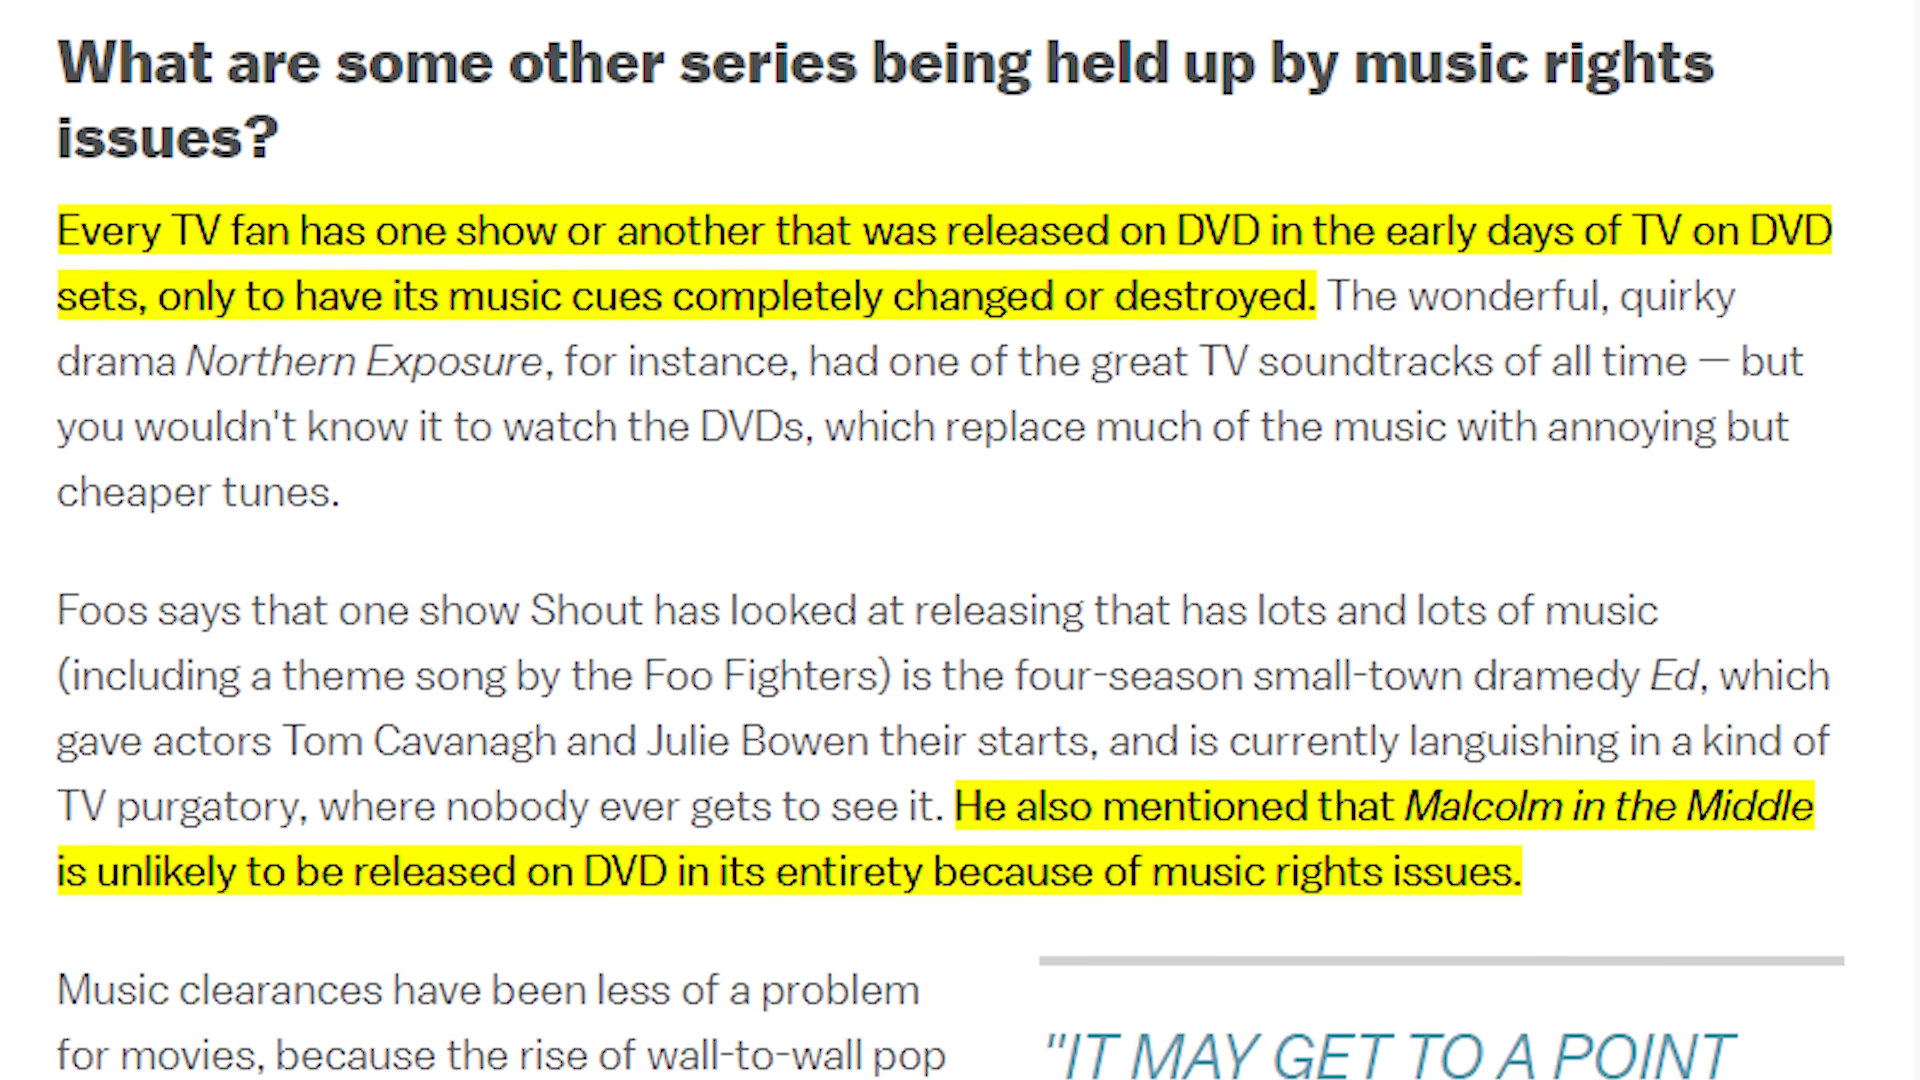 What are some other series being held up by music rights
issues?
Every TV fan has one show or another that was released on DVD in the early days of TV on DVD
sets, only to have its music cues completely changed or destroyed. The wonderful, quirky
drama Northern Exposure, for instance, had one of the great TV soundtracks of all time — but
you wouldn't know it to watch the DVDs, which replace much of the music with annoying but
cheaper tunes.
Foos says that one show Shout has looked at releasing that has lots and lots of music
(including a theme song by the Foo Fighters) is the four-season small-town dramedy Ed, which
gave actors Tom Cavanagh and Julie Bowen their starts, and is currently languishing in a kind of
TV purgatory, where nobody ever gets to see it. He also mentioned that Malcolm in the Middle
is unlikely to be released on DVD in its entirety because of music rights issues.
Music clearances have been less of a problem
for movies, because the rise of wall-to-wall pop
"IT MAY GET TO A POINT